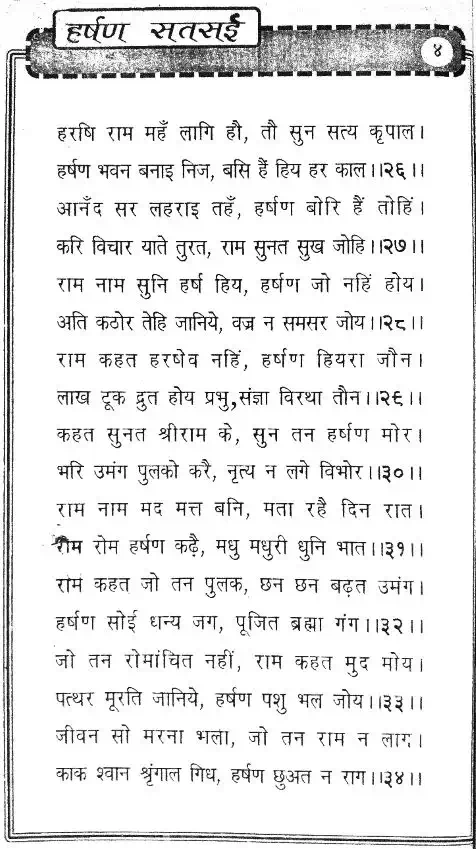 हर्षण सतसई
४
हरषि राम महँ लागि हौ, तौ सुन सत्य कृपाल।
हर्षण भवन बनाइ निज, बसि हैं हिय हर काल।।२६।।
आनँद सर लहराइ तहँ, हर्षण बोरि हैं तोहिं।
करि विचार याते तुरत, राम सुनत सुख जोहि।।२७।।
राम नाम सुनि हर्ष हिय, हर्षण जो नहिं होय।
अति कठोर तेहि जानिये, वज्र न समसर जोय।।२८।।
राम कहत हरषेव नहिं, हर्षण हियरा जौन।
लाख टूक द्रुत होय प्रभु, संज्ञा विरथा तौन।।२९।।
कहत सुनत श्रीराम के, सुन तन हर्षण मोर।
भरि उमंग पुलको करै, नृत्य न लगे विभोर।।३०।।
राम नाम मद मत्त बनि, मता रहै दिन रात।
रोम रोम हर्षण कढ़ै, मधु मधुरी धुनि भात।।३१।।
राम कहत जो तन पुलक, छन छन बढ़त उमंग।
हर्षण सोई धन्य जग, पूजित ब्रह्मा गंग।।३२।।
जो तन रोमांचित नहीं, राम कहत मुद मोय।
पत्थर मूरति जानिये, हर्षण पशु भल जोय।।३३।।
जीवन सो मरना भला, जो तन राम न लाग।
काक श्वान श्रृंगाल गिध, हर्षण छुअत न राग।।३४।।